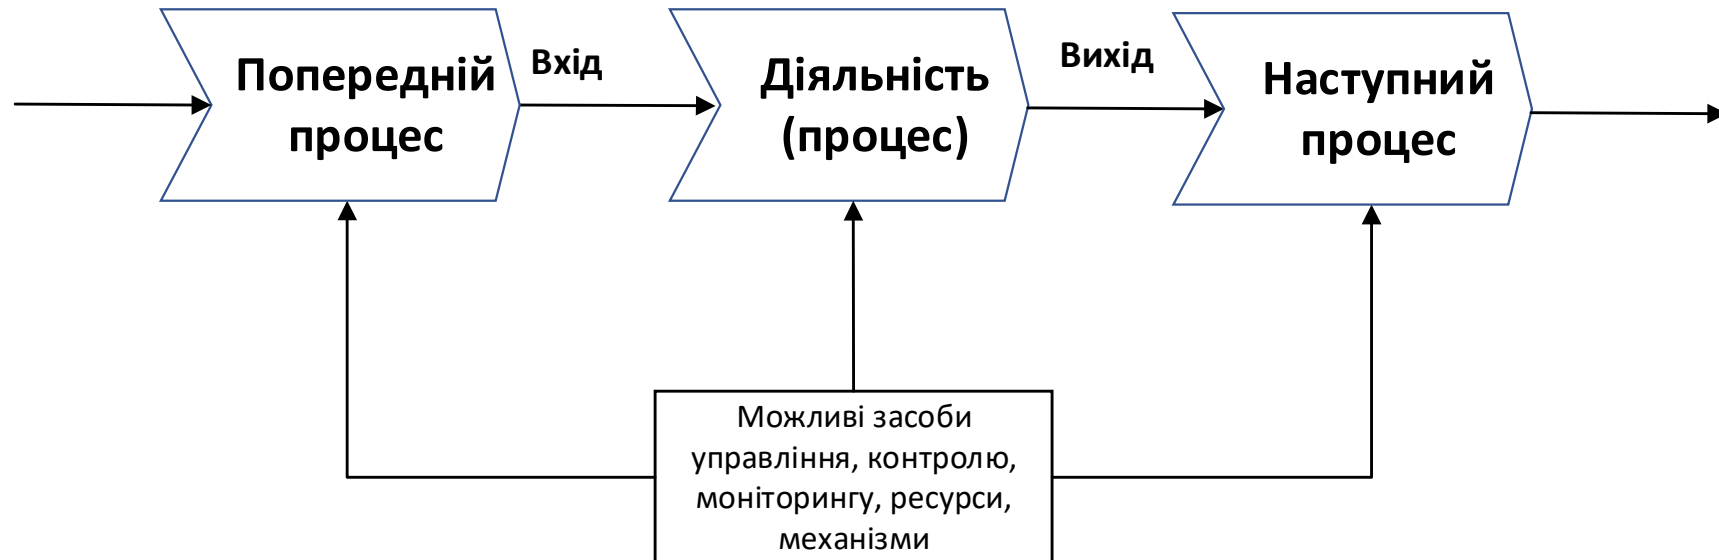 Попередній
процес
Вхід
Діяльність
(процес)
Вихід
Наступний
процес
Можливі засоби
управління, контролю,
моніторингу, ресурси,
механізми